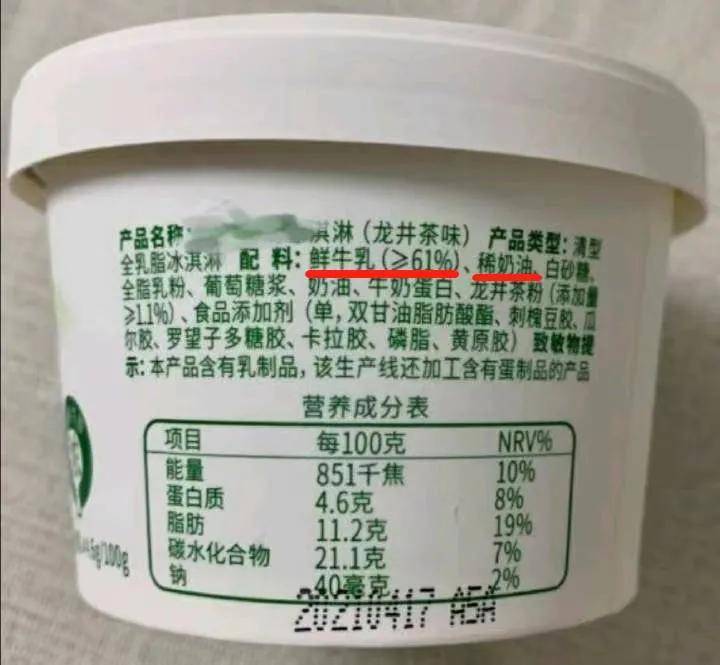 产品名称: 淇淋（龙井茶味） 产品类型:清型
全乳脂冰淇淋 配 料:鲜牛乳（≥61%）、稀奶油、白砂糖、
全脂乳粉、葡萄糖浆、奶油、牛奶蛋白、龙井茶粉（添加量
≥1.1%）、食品添加剂（单,双甘油脂肪酸酯、刺槐豆胶、瓜
尔胶、罗望子多糖胶、卡拉胶、磷脂、黄原胶） 致敏物提
示:本产品含有乳制品，该生产线还加工含有蛋制品的产品
营养成分表
项目 每100克 NRV%
能量 851千焦 10%
蛋白质 4.6克 8%
脂肪 11.2克 19%
碳水化合物 21.1克 7%
钠 40毫克 2%
6g/100g
20210417 A5A